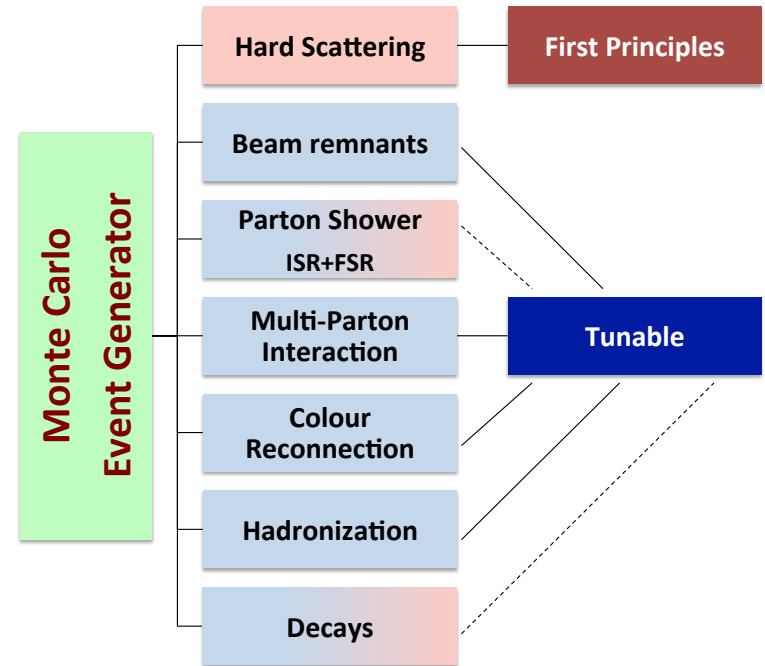 Monte Carlo
Event Generator
Hard Scattering
First Principles
Beam remnants
Parton Shower
ISR+FSR
Multi-Parton
Interaction
Tunable
Colour
Reconnection
Hadronization
Decays